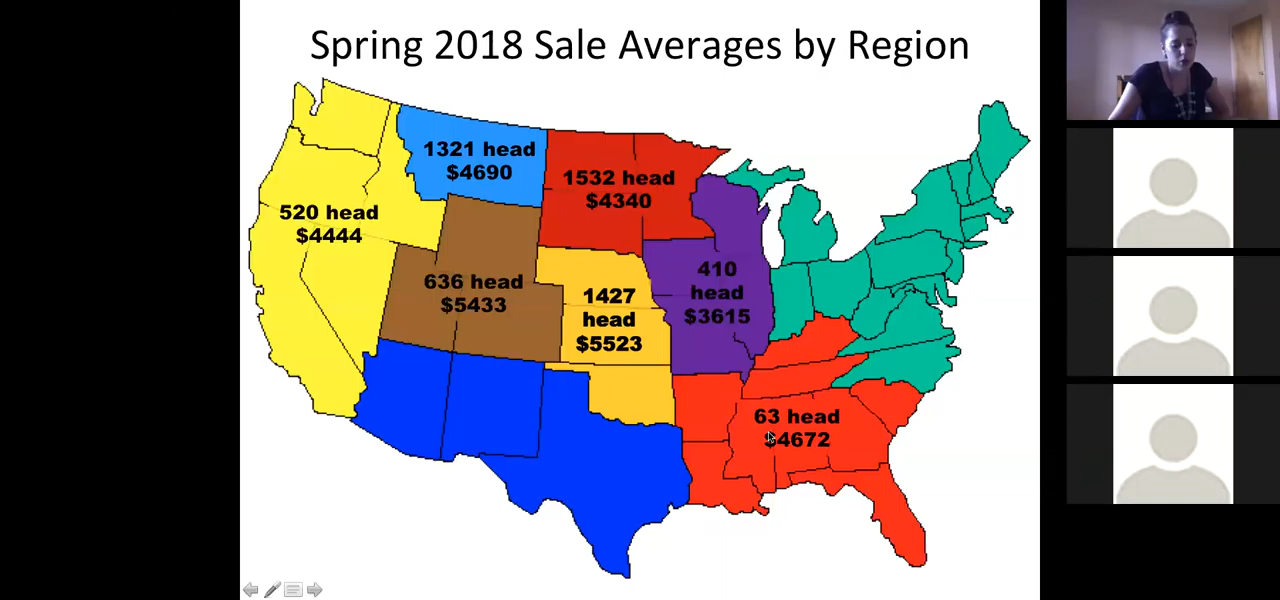 Spring 2018 Sale Averages by Region
1321 head
$4690
1532 head
$4340
520 head
$4444
636 head
$5433
1427
head
$5523
410
head
$3615
63 head
$4672